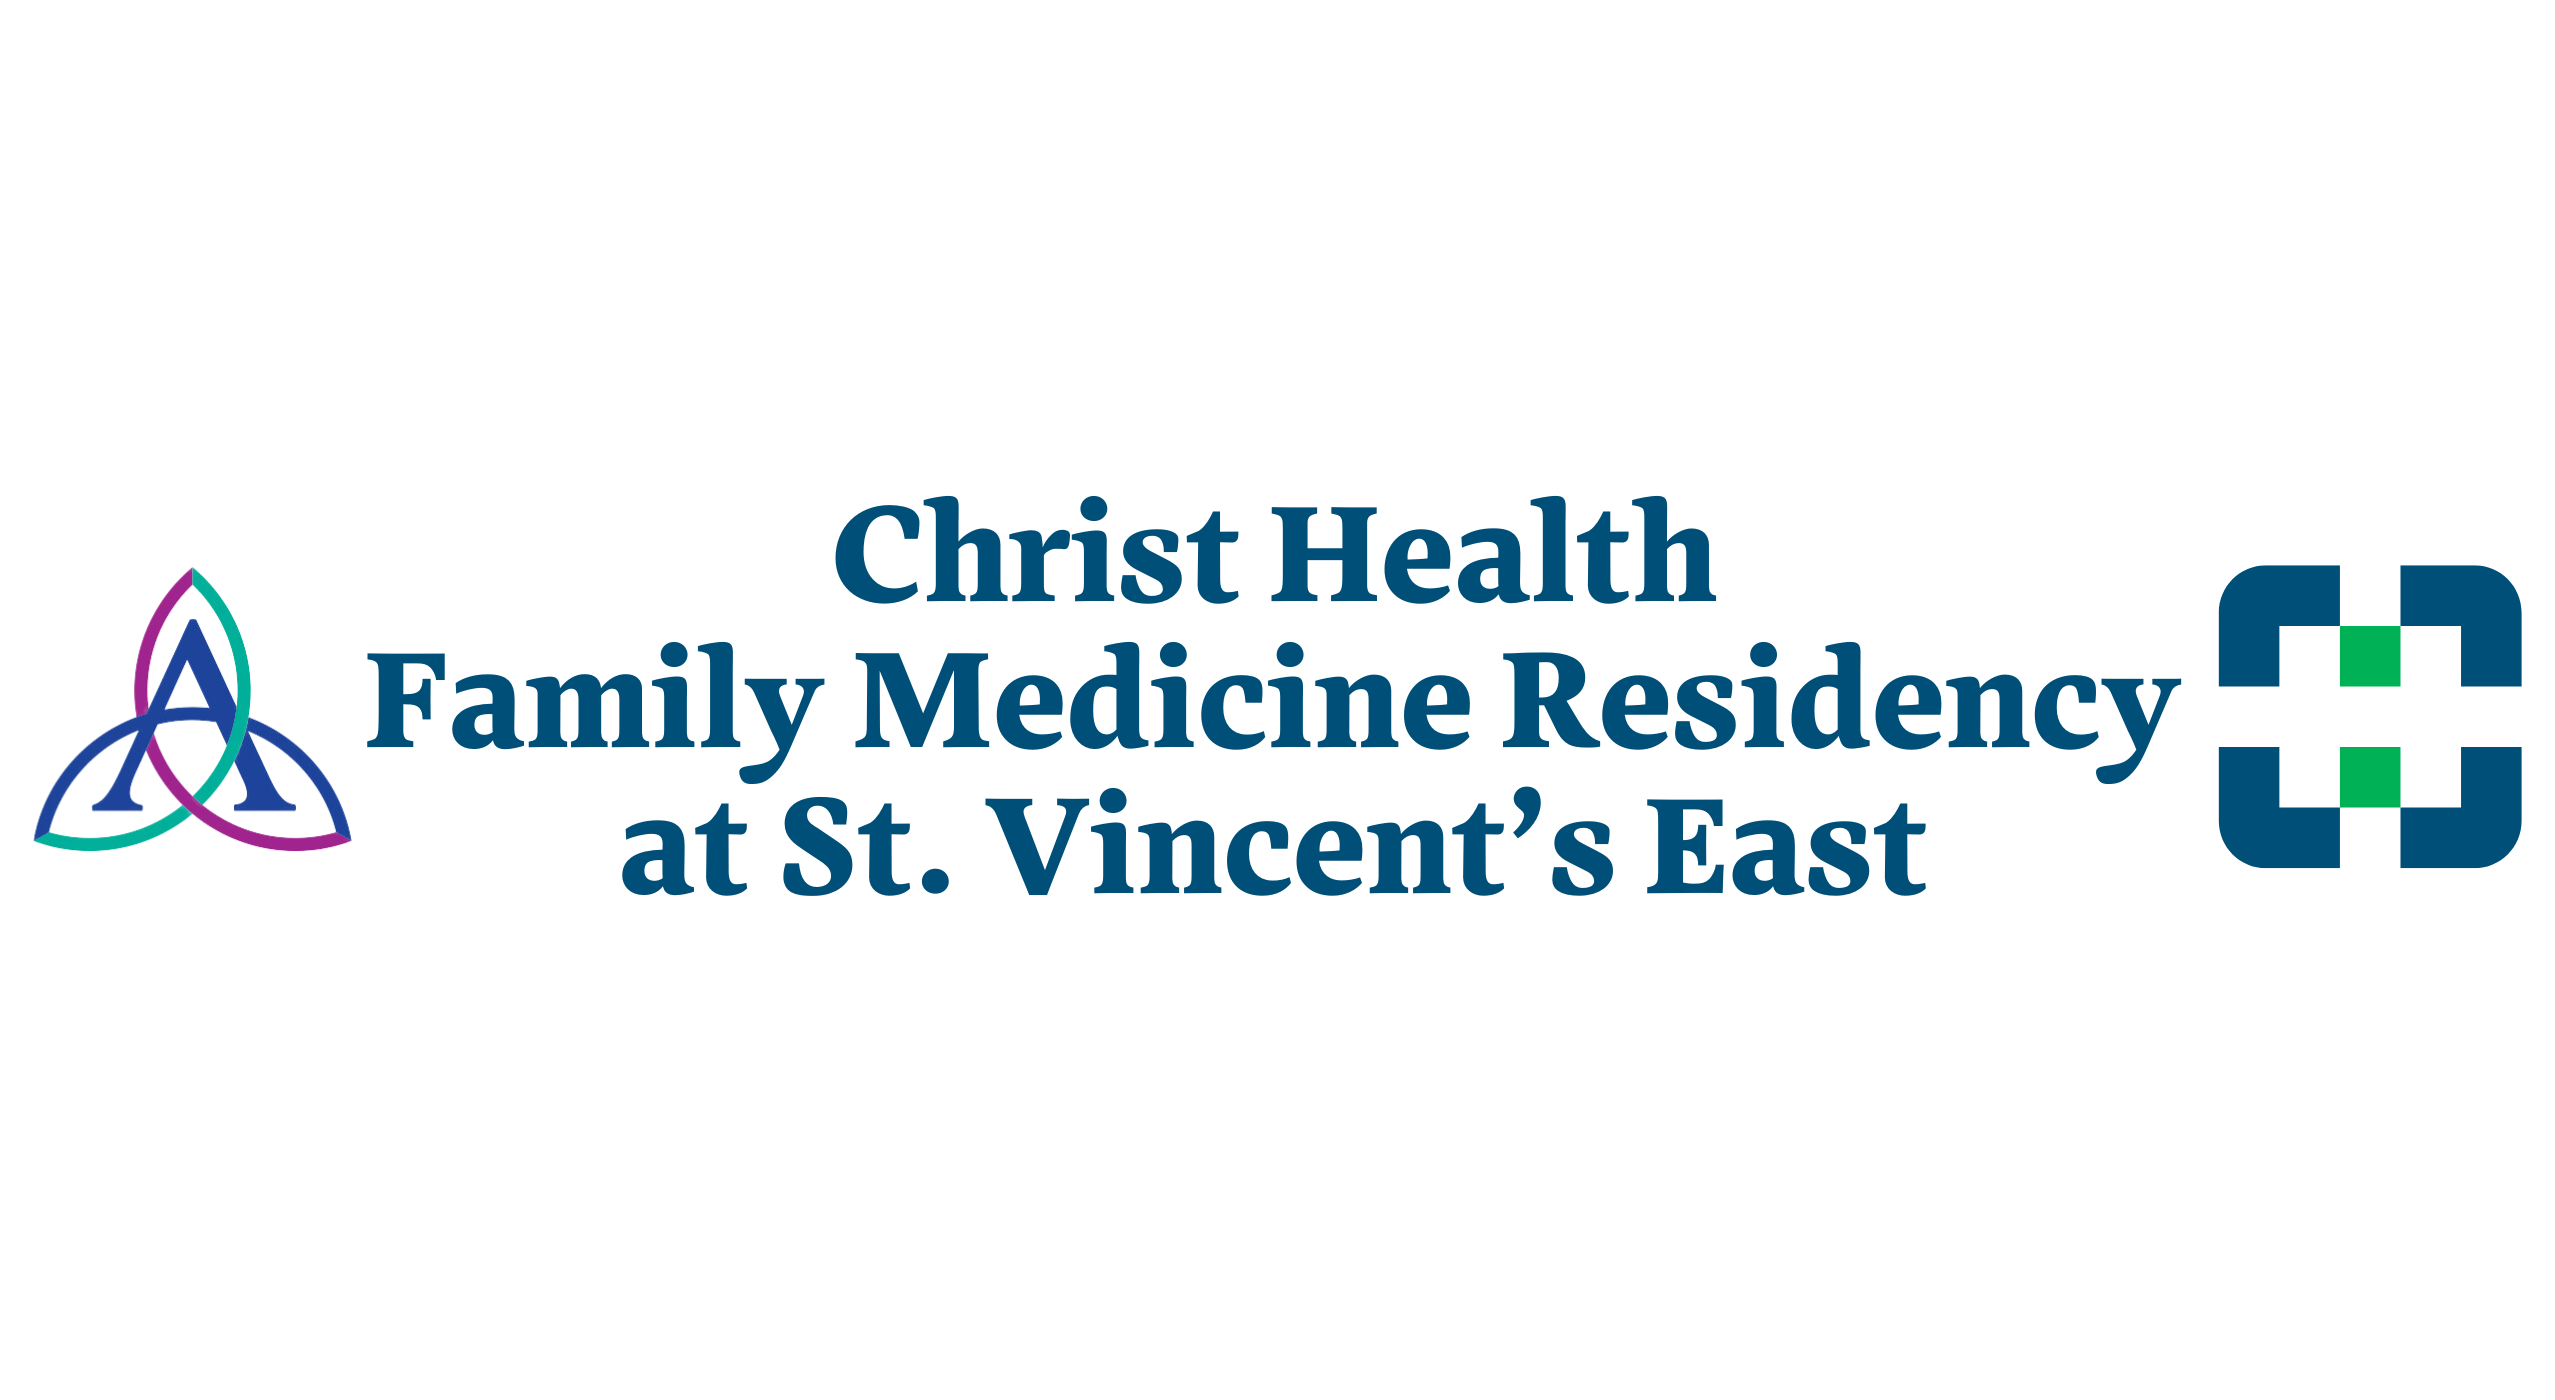 Christ Health
Family Medicine Residency
at St. Vincent’s East
A